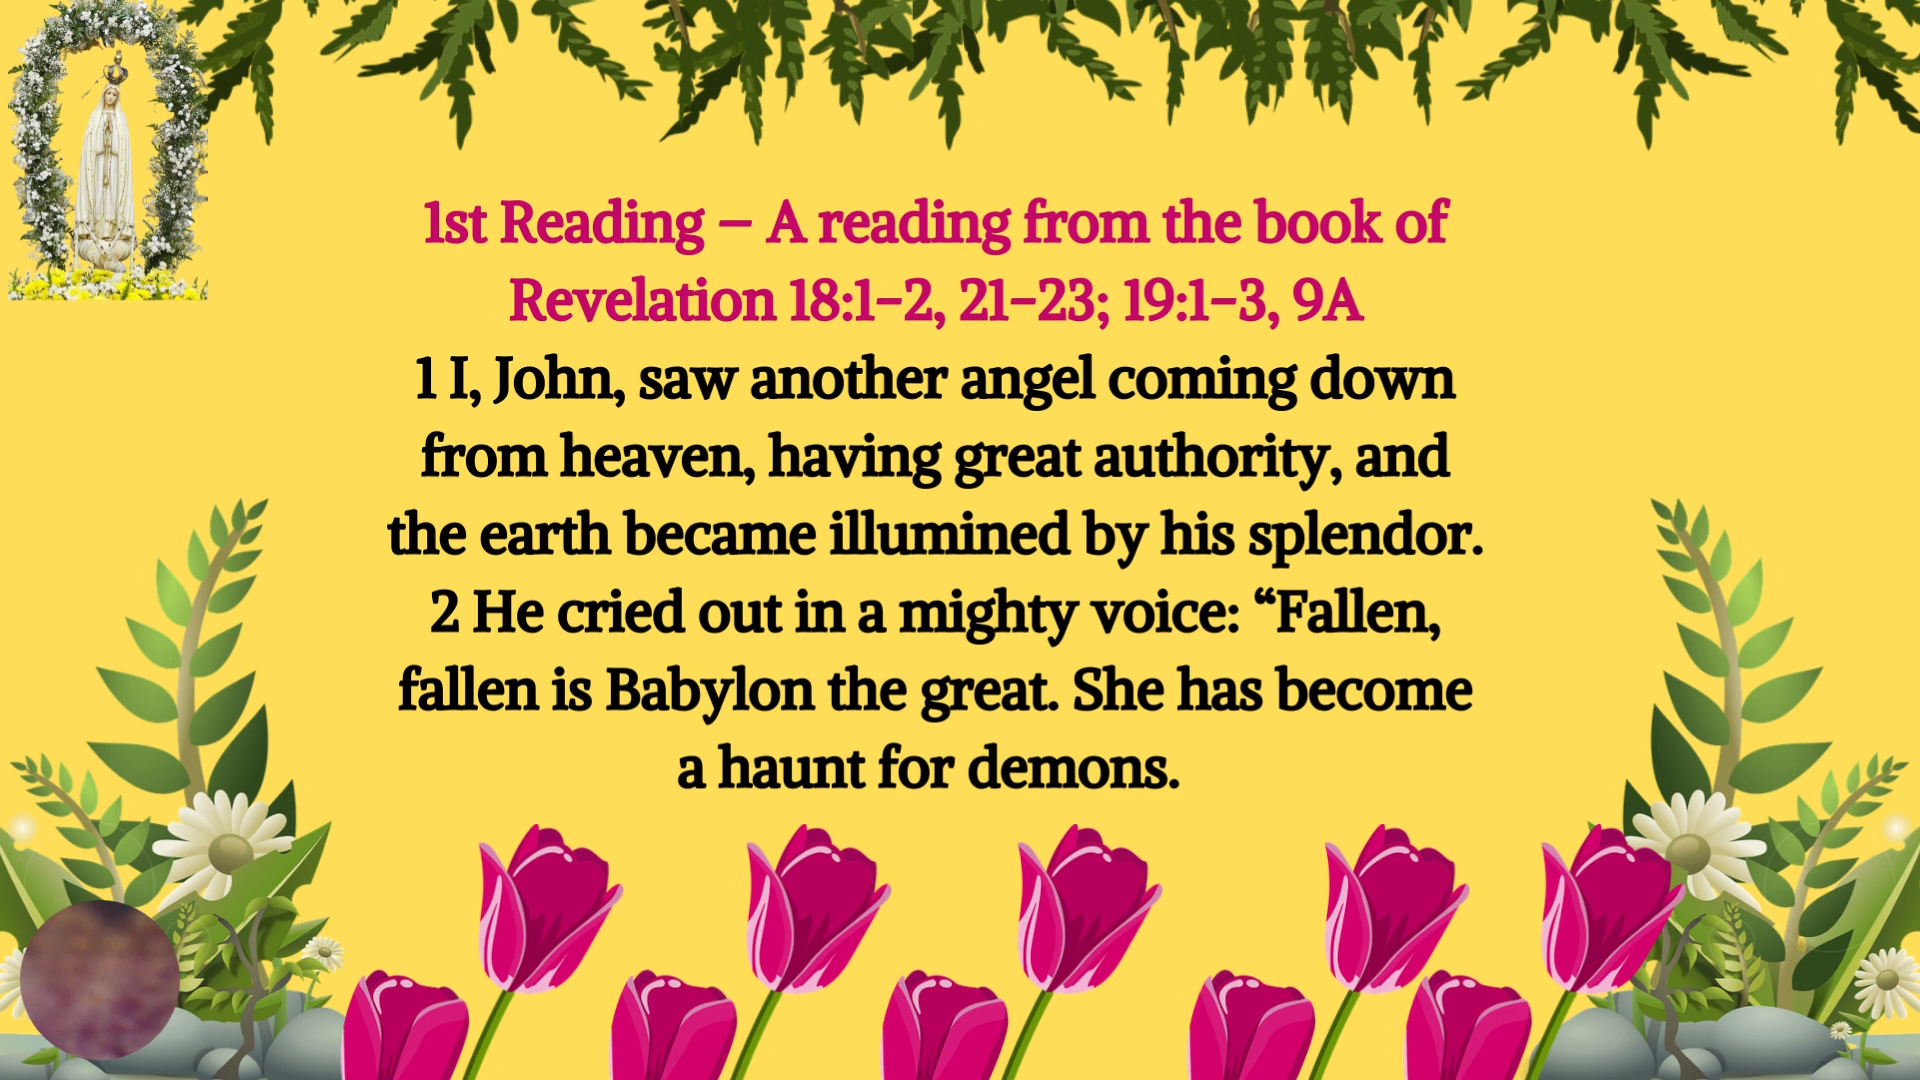 1st Reading – A reading from the book of
Revelation 18:1–2, 21–23; 19:1–3, 9A
1 I, John, saw another angel coming down
from heaven, having great authority, and
the earth became illumined by his splendor.
2 He cried out in a mighty voice: “Fallen,
fallen is Babylon the great. She has become
a haunt for demons.